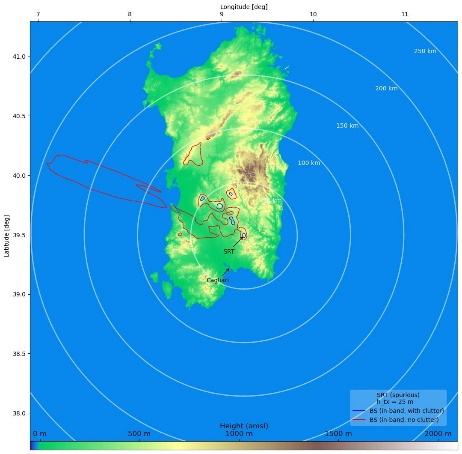 Longitude [deg]
7 8 9 10 11
250 km
41.0
200 km
40.5
150 km
100 km
40.0
Latitude [deg]
39.5
SRT
Cagliari
39.0
38.5
SRT (spurious)
h_tx = 25 m
BS (in-band, with clutter)
38.0
BS (in-band, no clutter)
Height (amsl)
0 m 500 m 1000 m 1500 m 2000 m